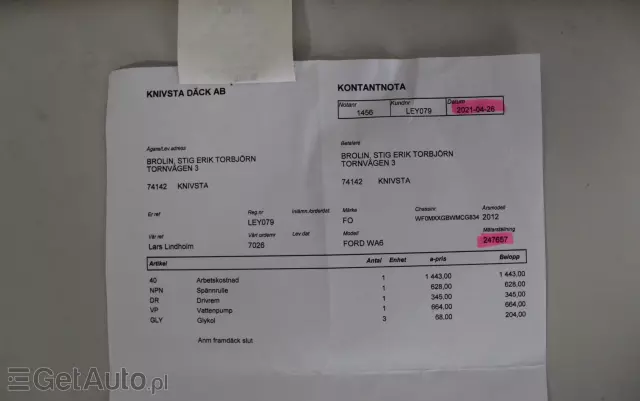 KNIVSTA DÄCK AB
KONTANTNOTA
Notanr Kundnr Datum
1456 LEY079 2021-04-26
Ägare/Lev adress
Betalare
BROLIN, STIG ERIK TORBJÖRN
TORNVÄGEN 3
74142 KNIVSTA
BROLIN, STIG ERIK TORBJÖRN
TORNVÄGEN 3
74142 KNIVSTA
Er ref Reg.nr Märke Chassinr. Årsmodell
LEY079 FO 2012
Vår ref Vårt ordernr Lev dat Modell Mätarställning
Lars Lindholm 7026 FORD WA6 247657
Artikel Antal Enhet a-pris Belopp
40 Arbetskostnad 1 1 443,00 1 443,00
NPN Spännrulle 1 628,00 628,00
DR Drivrem 1 345,00 345,00
VP Vattenpump 1 664,00 664,00
GLY Glykol 3 68,00 204,00
Anm framdäck slut
GetAuto.pl